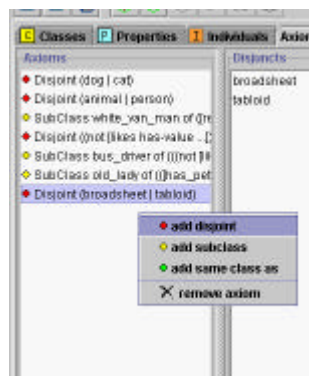 C Classes P Properties I Individuals Axion
Axioms
Disjoint (dog | cat)
Disjoint (animal | person)
SubClass white_van_man of ([re
Disjoint ((not [likes has-value ...[)
SubClass bus_driver of (((not [li
SubClass old_lady of (([has_pet
Disjoint (broadsheet | tabloid)
Disjuncts
broadsheet
tabloid
add disjoint
add subclass
add same class as
remove axiom